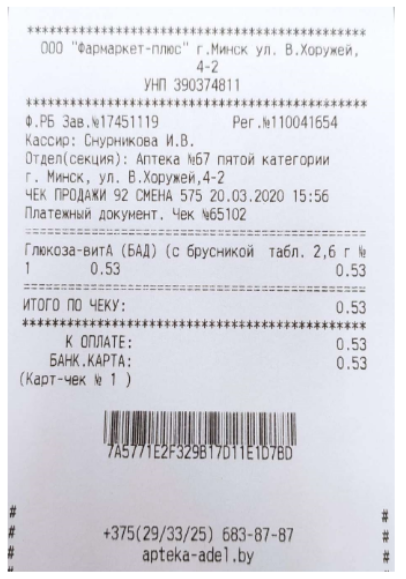 ************************************
ООО "Фармаркет-плюс" г.Минск ул. В.Хоружей,
4-2
УНП 390374811
************************************
Ф.РБ Зав.№17451119 Рег.№110041654
Кассир: Снурникова И.В.
Отдел(секция): Аптека №67 пятой категории
г. Минск, ул. В.Хоружей,4-2
ЧЕК ПРОДАЖИ 92 СМЕНА 575 20.03.2020 15:56
Платежный документ. Чек №65102
============================================
Глюкоза-витА (БАД) (с брусникой табл. 2,6 г №
1 0.53 0.53
============================================
ИТОГО ПО ЧЕКУ: 0.53
************************************
К ОПЛАТЕ: 0.53
БАНК.КАРТА: 0.53
(Карт-чек № 1 )
7A5771E2F329B17D11E1D7BD
# #
# +375(29/33/25) 683-87-87 #
# apteka-adel.by #